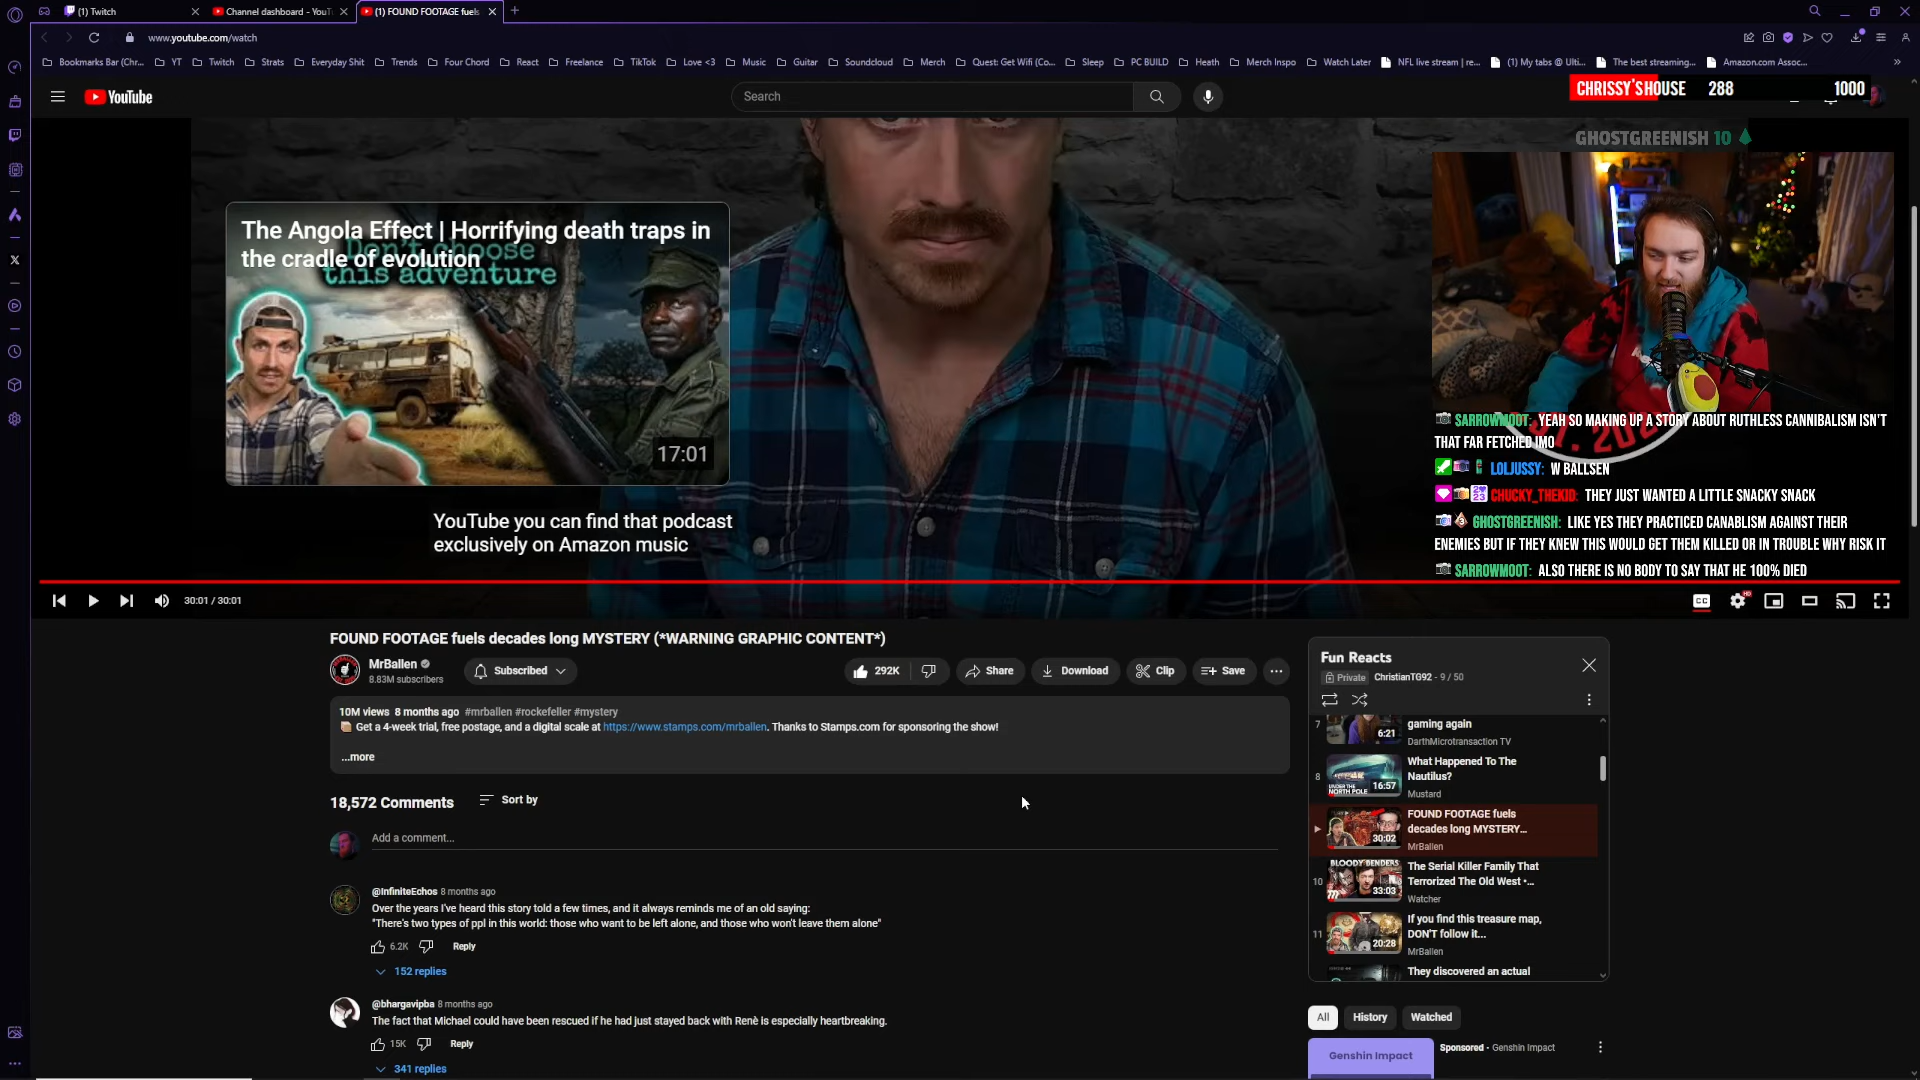 (1) Twitch
Channel dashboard - YouT
(1) FOUND FOOTAGE fuels
www.youtube.com/watch
Bookmarks Bar (Chr... YT Twitch Strats Everyday Shit Trends Four Chord React Freelance TikTok Love <3 Music Guitar Soundcloud Merch Quest: Get Wifi (Co... Sleep PC BUILD Heath Merch Inspo Watch Later NFL live stream | re... (1) My tabs @ Ulti... The best streaming... Amazon.com Assoc...
YouTube
Search
CHRISSY'S HOUSE 288 1000
GHOSTGREENISH 10
The Angola Effect | Horrifying death traps in
the cradle of evolution
Don't choose
this adventure
17:01
YouTube you can find that podcast
exclusively on Amazon music
SARROWMOOT: YEAH SO MAKING UP A STORY ABOUT RUTHLESS CANNIBALISM ISN'T
THAT FAR FETCHED IMO
LOLJUSSY: W BALLSEN
CHUCKY_THEKID: THEY JUST WANTED A LITTLE SNACKY SNACK
GHOSTGREENISH: LIKE YES THEY PRACTICED CANABLISM AGAINST THEIR
ENEMIES BUT IF THEY KNEW THIS WOULD GET THEM KILLED OR IN TROUBLE WHY RISK IT
SARROWMOOT: ALSO THERE IS NO BODY TO SAY THAT HE 100% DIED
30:01 / 30:01
CC
HD
FOUND FOOTAGE fuels decades long MYSTERY (*WARNING GRAPHIC CONTENT*)
MrBallen
8.83M subscribers
Subscribed
292K
Share
Download
Clip
Save
10M views 8 months ago #mrballen #rockefeller #mystery
Get a 4-week trial, free postage, and a digital scale at https://www.stamps.com/mrballen. Thanks to Stamps.com for sponsoring the show!
...more
18,572 Comments
Sort by
Add a comment...
@InfiniteEchos 8 months ago
Over the years I've heard this story told a few times, and it always reminds me of an old saying:
"There's two types of ppl in this world: those who want to be left alone, and those who won't leave them alone"
6.2K Reply
152 replies
@bhargavipba 8 months ago
The fact that Michael could have been rescued if he had just stayed back with Renè is especially heartbreaking.
15K Reply
341 replies
Fun Reacts
Private ChristianTG92 - 9 / 50
7
gaming again
DarthMicrotransaction TV
6:21
8
What Happened To The
Nautilus?
Mustard
UNDER THE
NORTH POLE
16:57
FOUND FOOTAGE fuels
decades long MYSTERY...
MrBallen
30:02
10
The Serial Killer Family That
Terrorized The Old West •...
Watcher
BLOODY BENDERS
33:03
11
If you find this treasure map,
DON'T follow it...
MrBallen
20:28
They discovered an actual
All
History
Watched
Genshin Impact
Sponsored • Genshin Impact